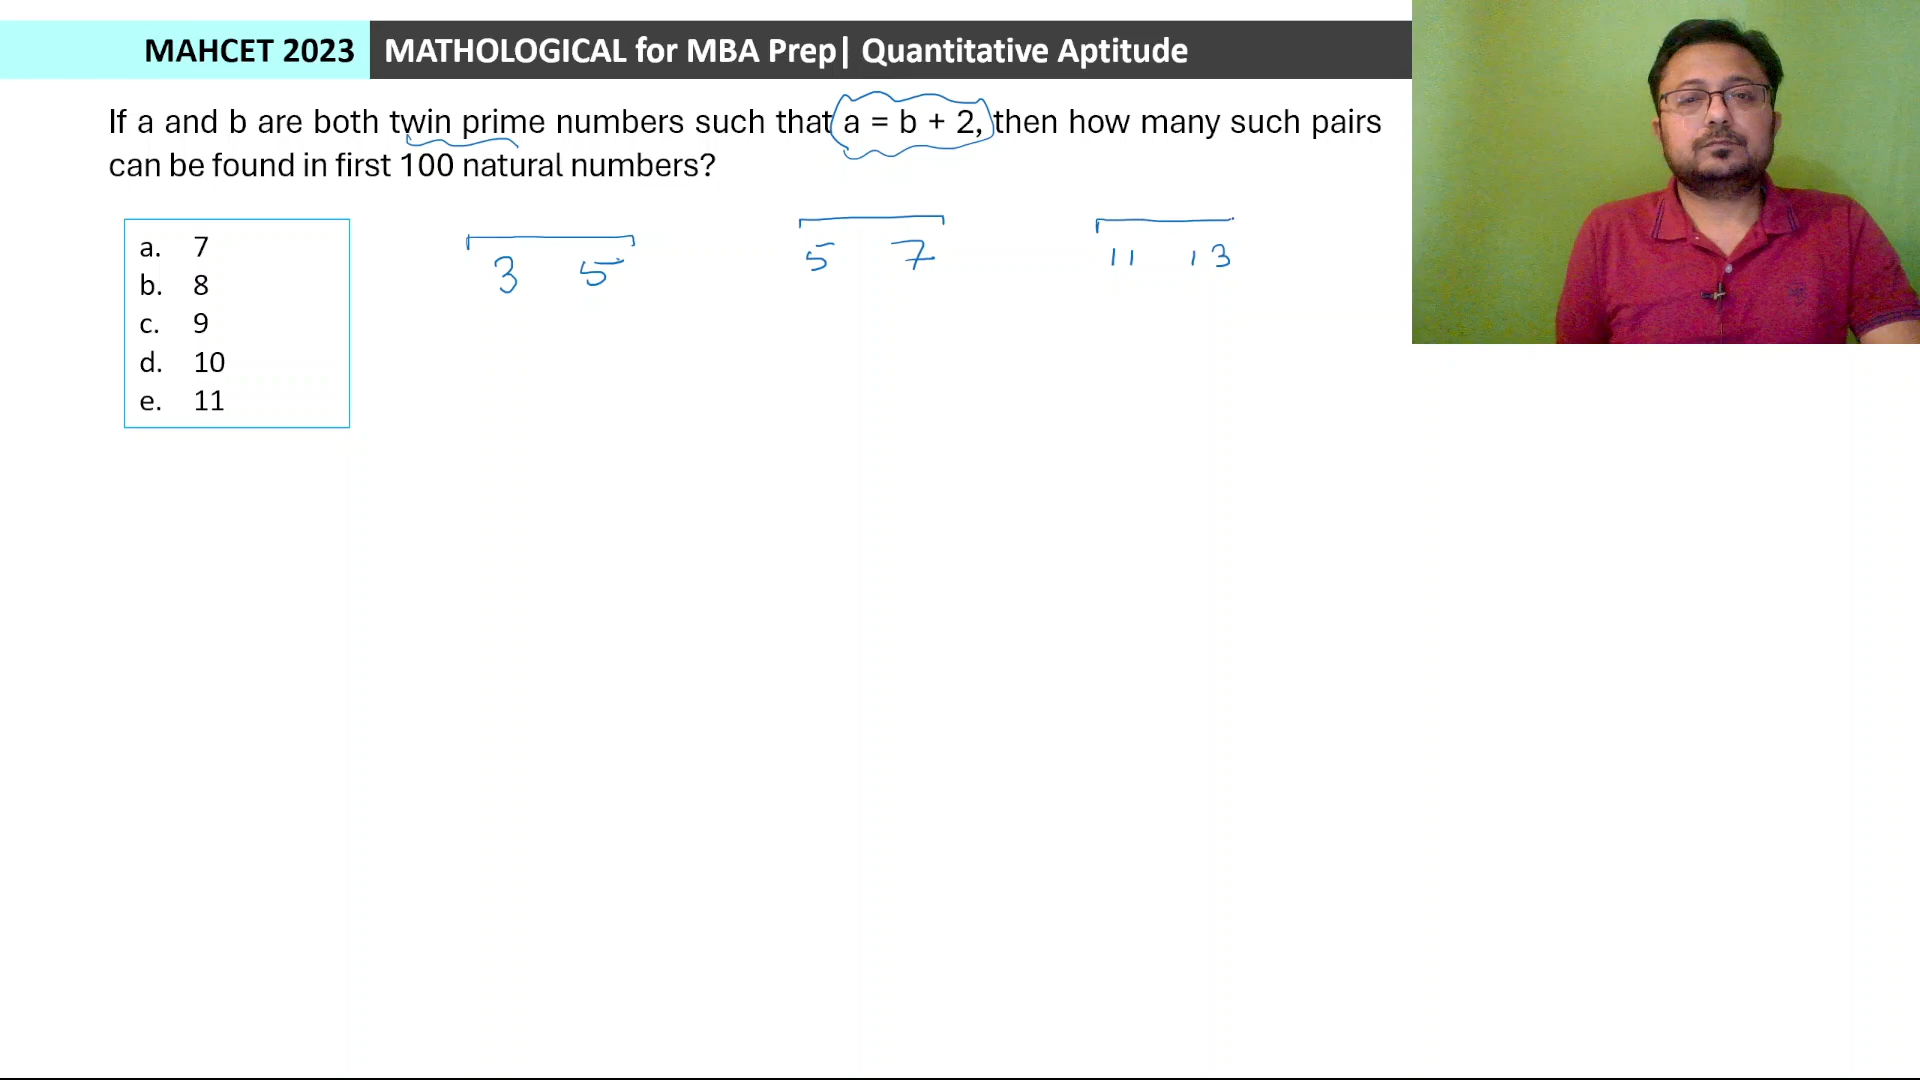 MAHCET 2023 MATHOLOGICAL for MBA Prep| Quantitative Aptitude
If a and b are both twin prime numbers such that a = b + 2, then how many such pairs
can be found in first 100 natural numbers?
a. 7
b. 8
c. 9
d. 10
e. 11
3 5 5 7 11 13